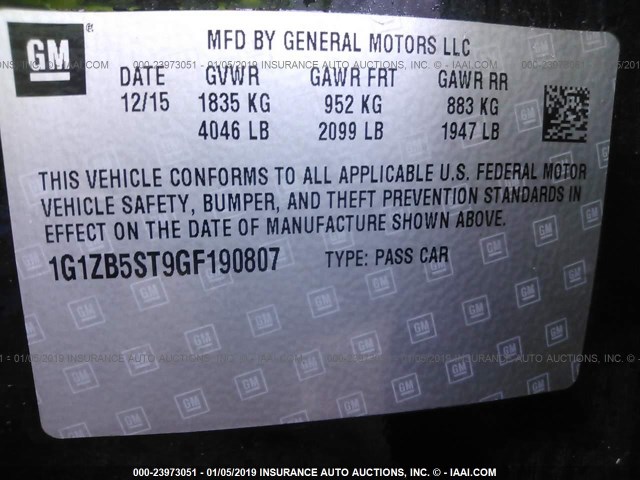 GM®
MFD BY GENERAL MOTORS LLC
DATE GVWR GAWR FRT GAWR RR
12/15 1835 KG 952 KG 883 KG
4046 LB 2099 LB 1947 LB
THIS VEHICLE CONFORMS TO ALL APPLICABLE U.S. FEDERAL MOTOR
VEHICLE SAFETY, BUMPER, AND THEFT PREVENTION STANDARDS IN
EFFECT ON THE DATE OF MANUFACTURE SHOWN ABOVE.
1G1ZB5ST9GF190807 TYPE: PASS CAR
000-23973051 - 01/05/2019 INSURANCE AUTO AUCTIONS, INC. © - IAAI.COM